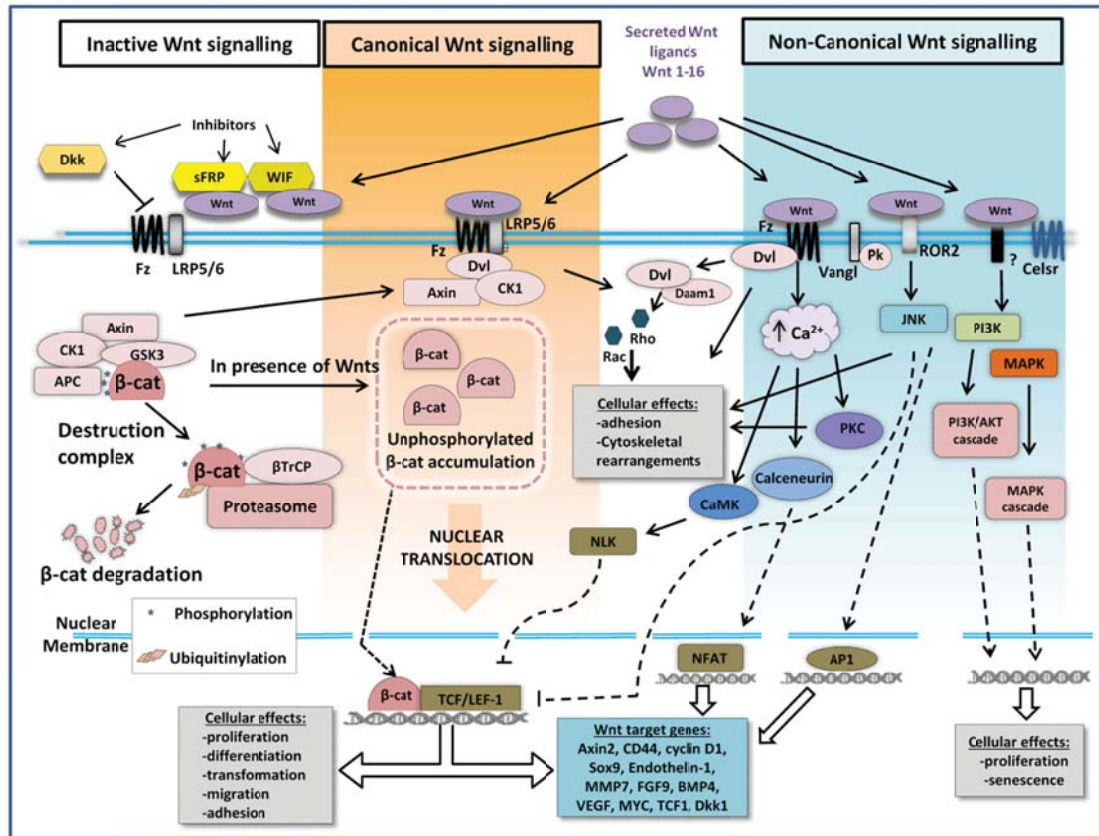 Inactive Wnt signalling
Canonical Wnt signalling
Secreted Wnt
ligands
Wnt 1-16
Non-Canonical Wnt signalling
Inhibitors
Dkk
sFRP
WIF
Wnt
Wnt
Fz
LRP5/6
Wnt
LRP5/6
Fz
Dvl
Axin
CK1
Wnt
Fz
Dvl
Vangl
Pk
Wnt
ROR2
Wnt
?
Celsr
Dvl
Daam1
Rho
Rac
Ca2+
JNK
PI3K
MAPK
Axin
CK1
GSK3
APC
β-cat
In presence of Wnts
β-cat
β-cat
β-cat
Unphosphorylated
β-cat accumulation
Destruction
complex
β-cat
βTrCP
Proteasome
β-cat degradation
Cellular effects:
-adhesion
-Cytoskeletal
rearrangements
PKC
Calceneurin
CaMK
NLK
PI3K/AKT
cascade
MAPK
cascade
NUCLEAR
TRANSLOCATION
Nuclear
Membrane
Phosphorylation
Ubiquitinylation
β-cat
TCF/LEF-1
NFAT
AP1
Cellular effects:
-proliferation
-differentiation
-transformation
-migration
-adhesion
Wnt target genes:
Axin2, CD44, cyclin D1,
Sox9, Endothelin-1,
MMP7, FGF9, BMP4,
VEGF, MYC, TCF1, Dkk1
Cellular effects:
-proliferation
-senescence